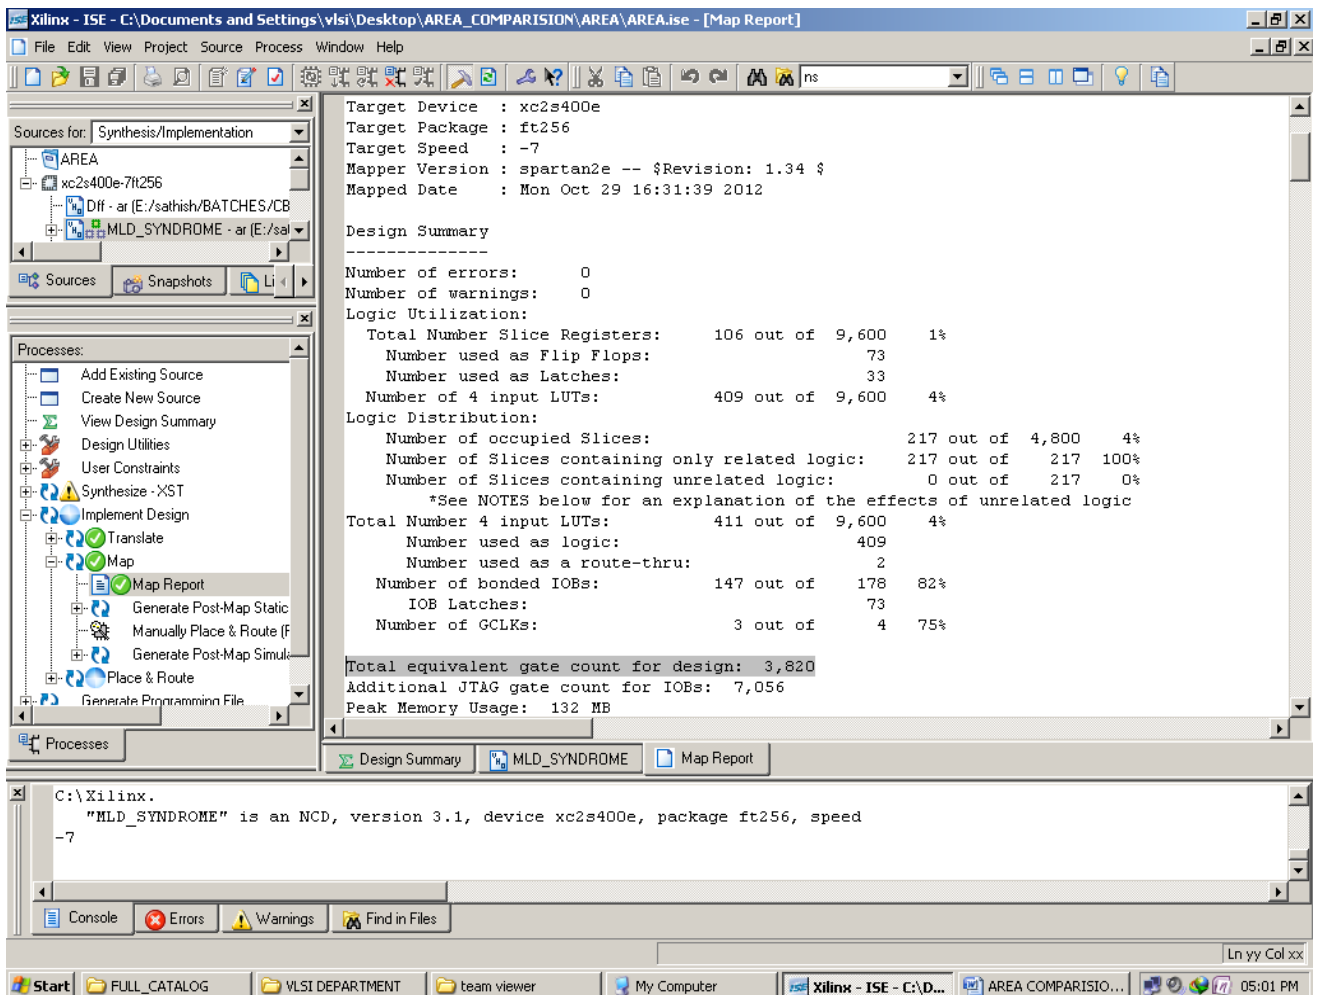 Xilinx - ISE - C:\Documents and Settings\vlsi\Desktop\AREA_COMPARISION\AREA\AREA.ise - [Map Report]
File Edit View Project Source Process Window Help
ns
Sources for: Synthesis/Implementation
AREA
xc2s400e-7ft256
Dff - ar (E:/sathish/BATCHES/CB
MLD_SYNDROME - ar (E:/sat
Sources Snapshots Li
Processes:
Add Existing Source
Create New Source
View Design Summary
Design Utilities
User Constraints
Synthesize - XST
Implement Design
Translate
Map
Map Report
Generate Post-Map Static
Manually Place & Route (F
Generate Post-Map Simula
Place & Route
Generate Programming File
Processes
Target Device : xc2s400e
Target Package : ft256
Target Speed : -7
Mapper Version : spartan2e -- $Revision: 1.34 $
Mapped Date : Mon Oct 29 16:31:39 2012
Design Summary
--------------
Number of errors: 0
Number of warnings: 0
Logic Utilization:
Total Number Slice Registers: 106 out of 9,600 1%
Number used as Flip Flops: 73
Number used as Latches: 33
Number of 4 input LUTs: 409 out of 9,600 4%
Logic Distribution:
Number of occupied Slices: 217 out of 4,800 4%
Number of Slices containing only related logic: 217 out of 217 100%
Number of Slices containing unrelated logic: 0 out of 217 0%
*See NOTES below for an explanation of the effects of unrelated logic
Total Number 4 input LUTs: 411 out of 9,600 4%
Number used as logic: 409
Number used as a route-thru: 2
Number of bonded IOBs: 147 out of 178 82%
IOB Latches: 73
Number of GCLKs: 3 out of 4 75%
Total equivalent gate count for design: 3,820
Additional JTAG gate count for IOBs: 7,056
Peak Memory Usage: 132 MB
Design Summary MLD_SYNDROME Map Report
C:\Xilinx.
"MLD_SYNDROME" is an NCD, version 3.1, device xc2s400e, package ft256, speed
-7
Console Errors Warnings Find in Files
Ln yy Col xx
Start FULL_CATALOG VLSI DEPARTMENT team viewer My Computer Xilinx - ISE - C:\D... AREA COMPARISIO... 05:01 PM